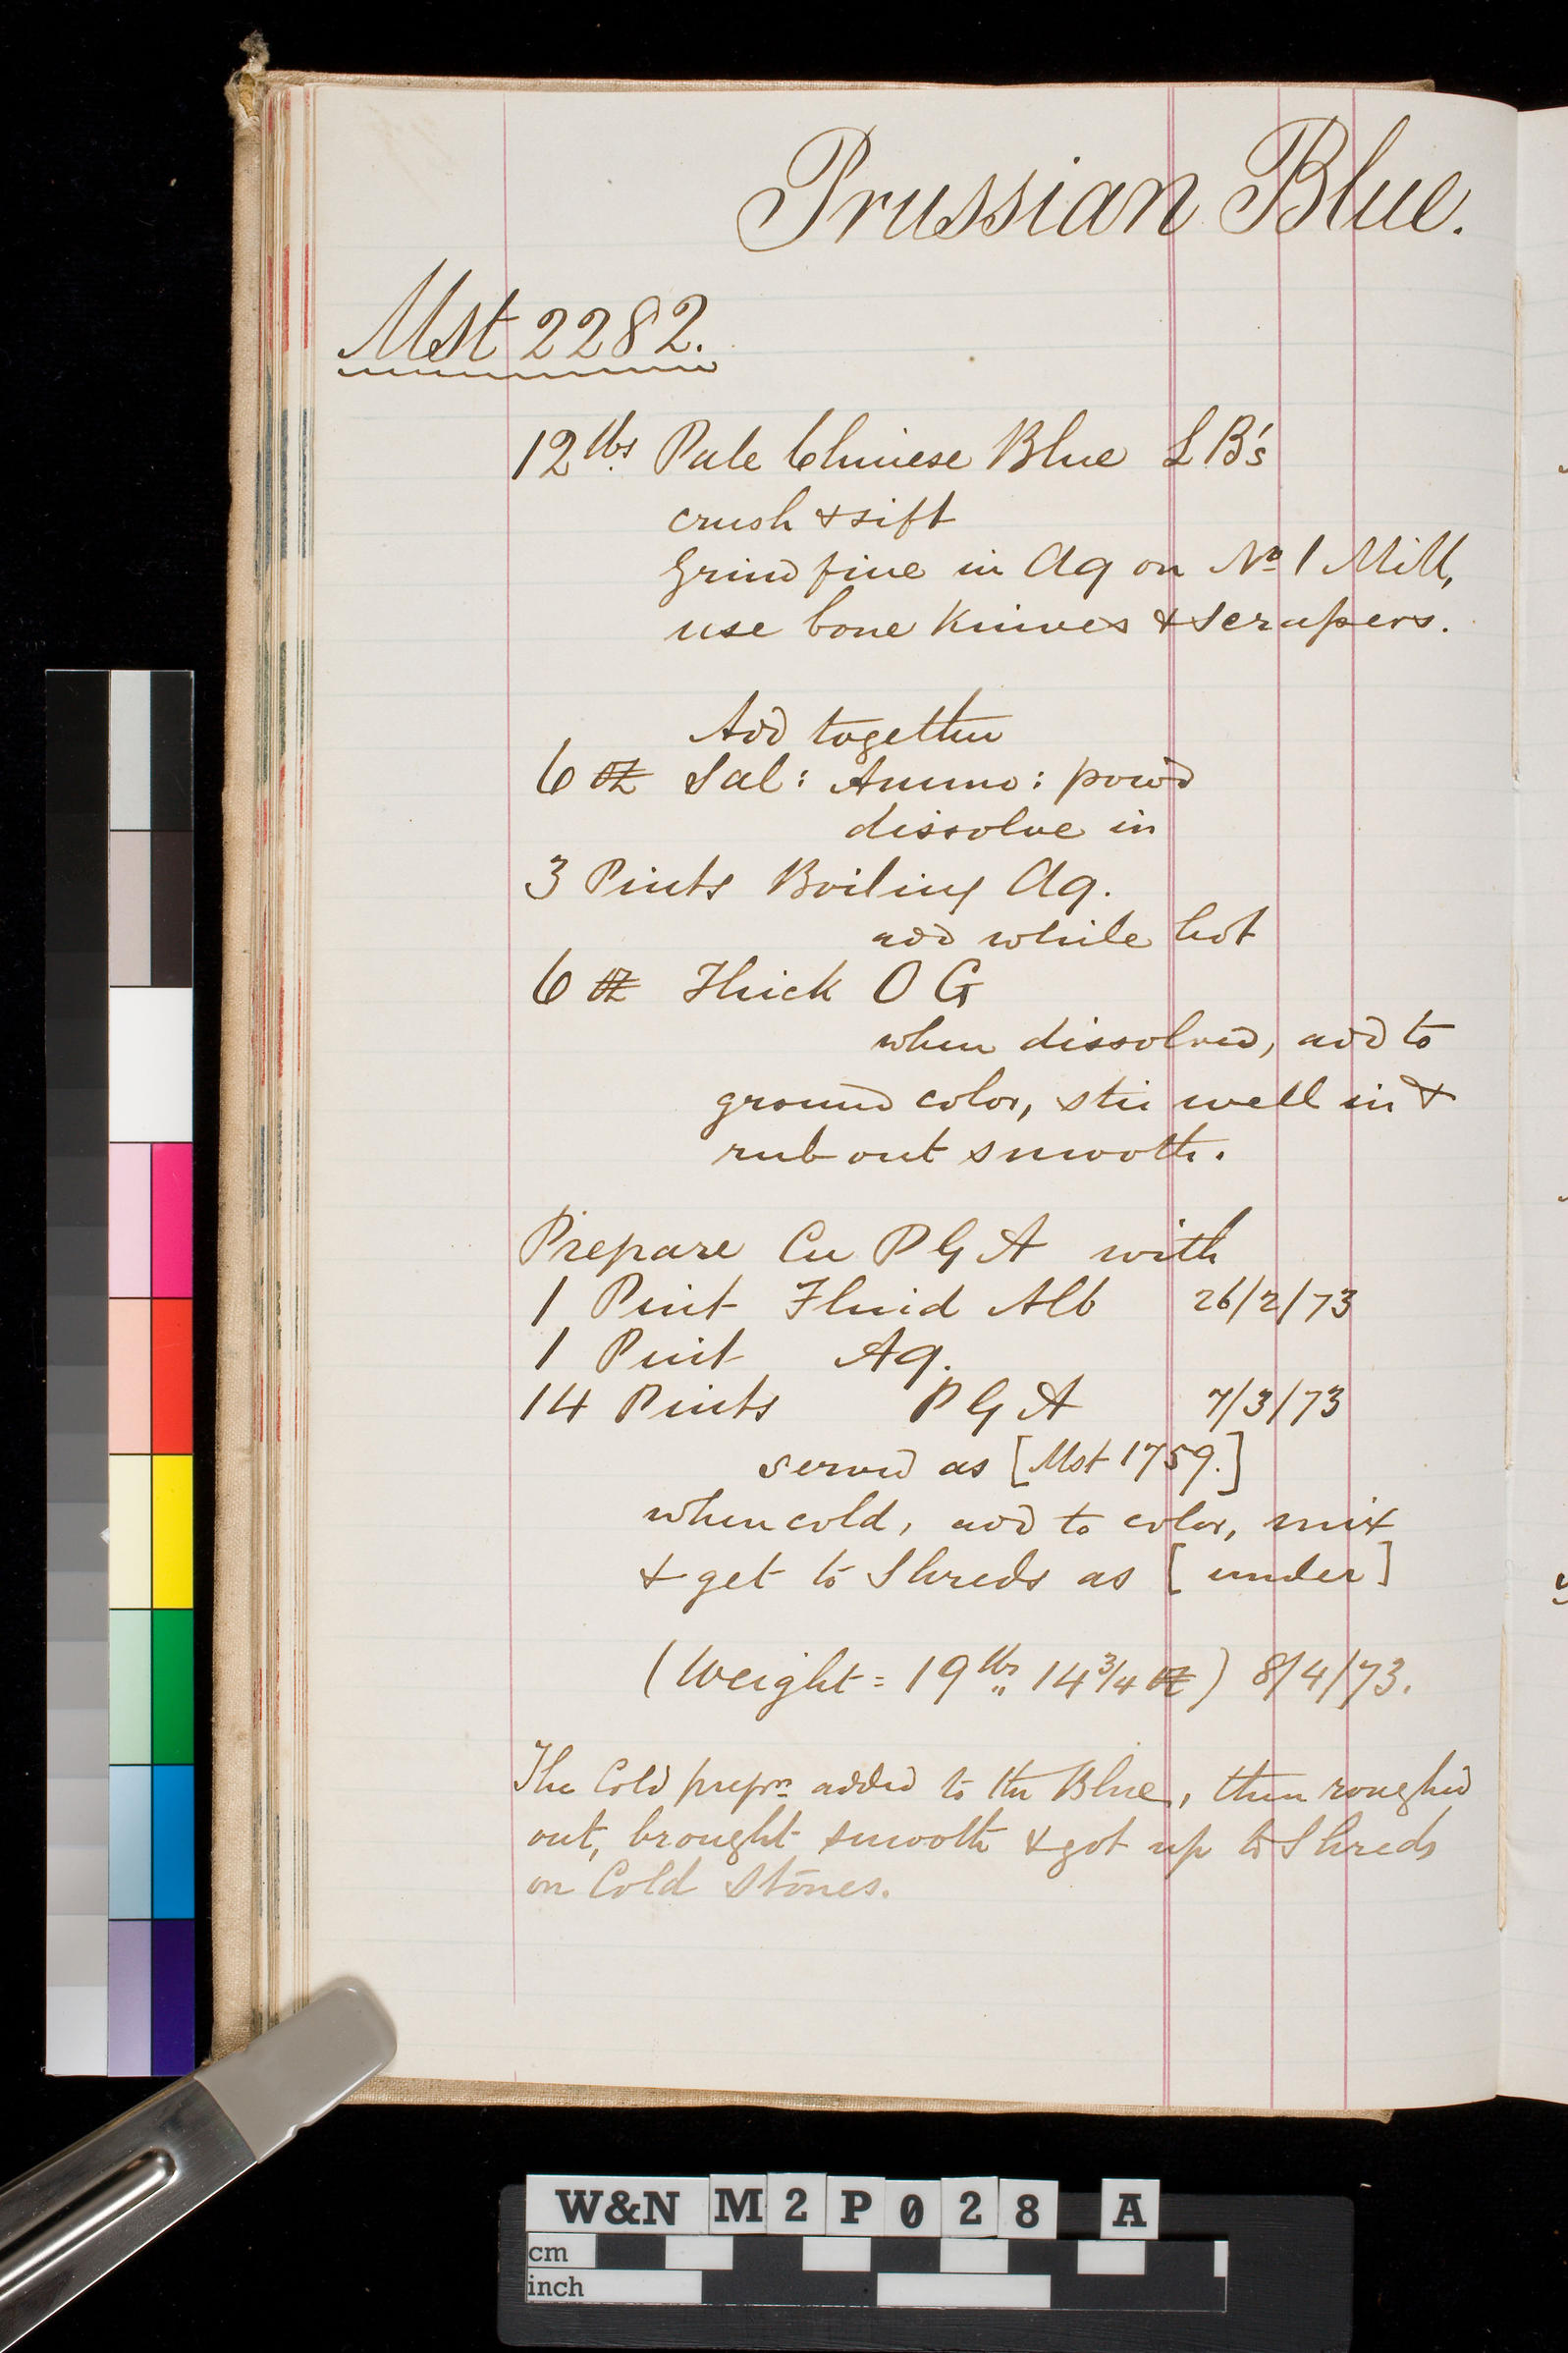 Prussian Blue.
Mst 2282.
12 lbs. Pale Chinese Blue L B's
crush & sift
Grind fine in Aq on No 1 Mill,
use bone Knives & Scrapers.
Add together
6 oz Sal: Ammo: powd
dissolve in
3 Pints Boiling Aq.
add while hot
6 oz Thick O G
when dissolved, add to
ground color, stir well in &
rub out smooth.
Prepare Cu P G A with
1 Pint Fluid Alb 26/2/73
1 Pint Aq.
14 Pints P G A 7/3/73
served as [Mst 1759.]
when cold, add to color, mix
& get to Shreds as [under]
(Weight = 19 lbs 14 3/4 oz) 8/4/73.
The Cold prepn added to the Blue, then roughed
out, brought smooth & got up to Shreds
on Cold Stones.
W&N M2P028 A
cm
inch